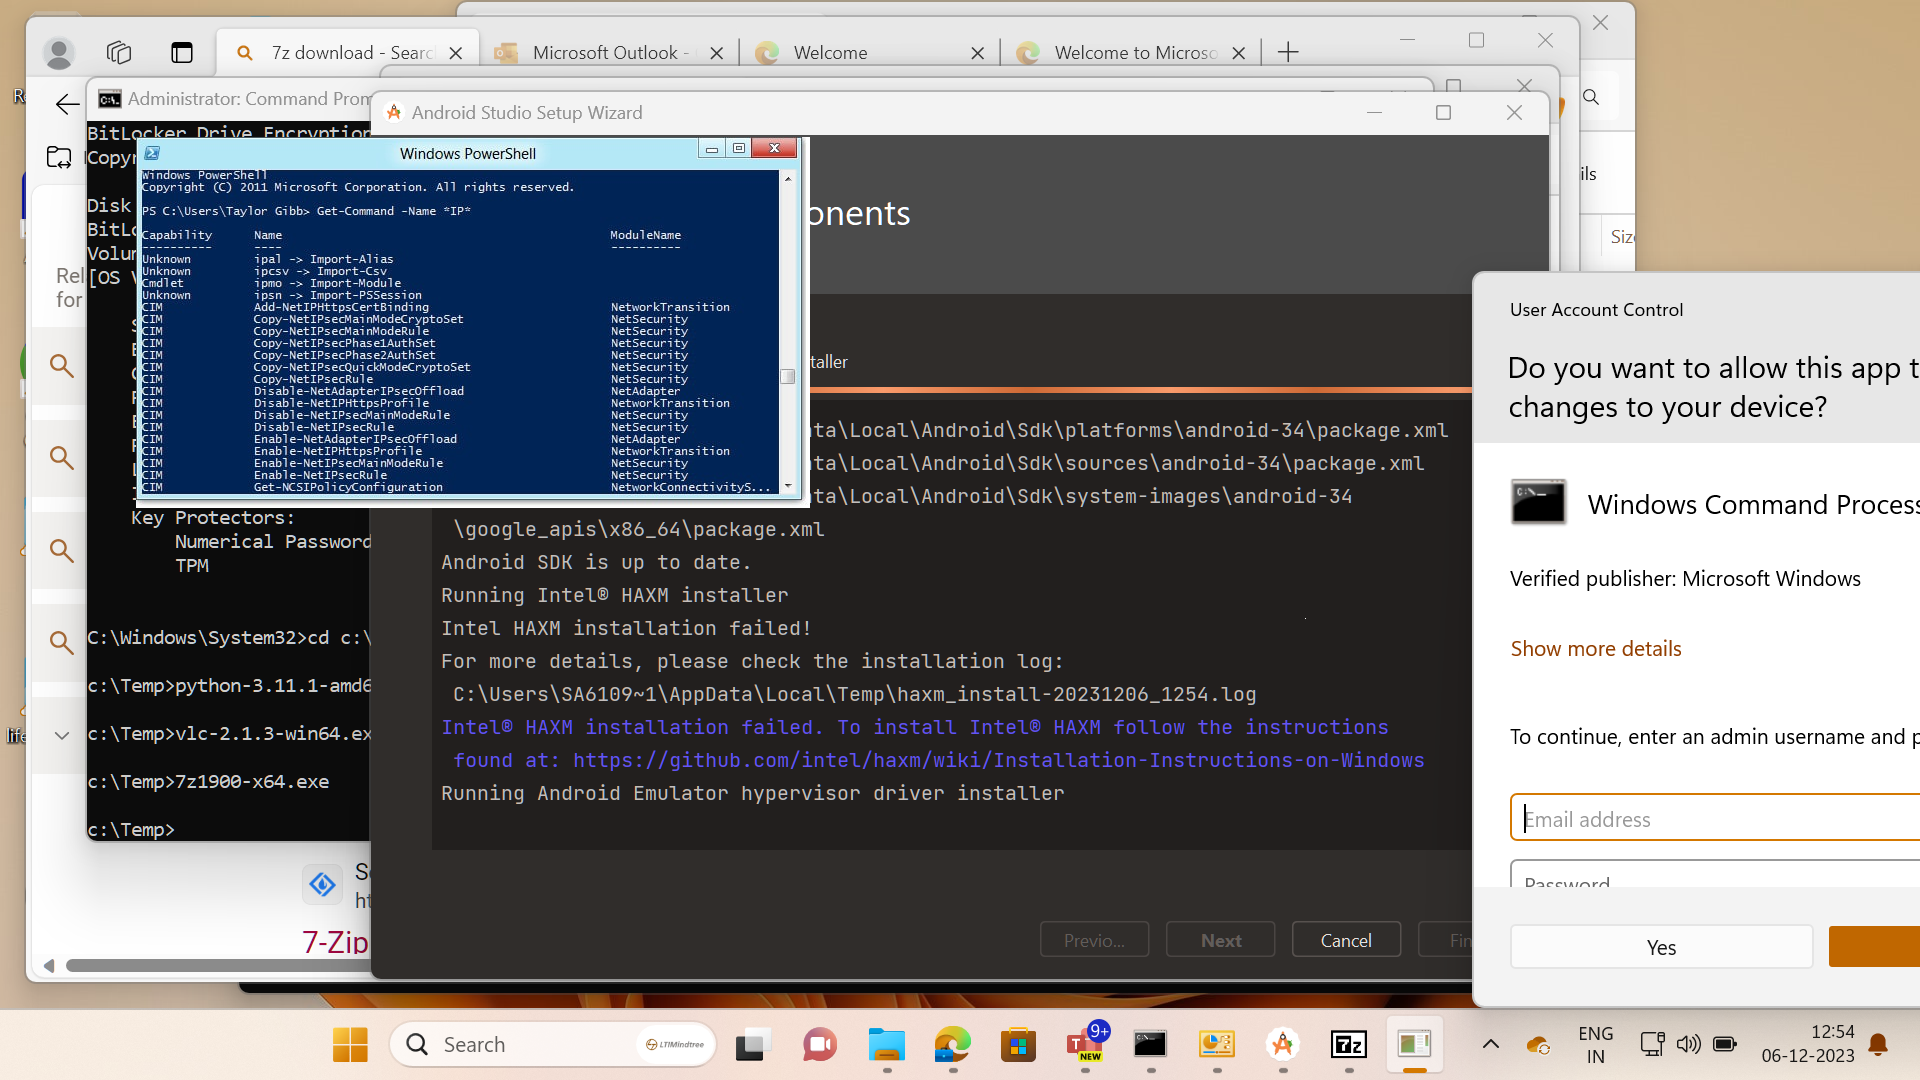 7z download - Searc
Microsoft Outlook -
Welcome
Welcome to Microso
Administrator: Command Prom
Android Studio Setup Wizard
BitLocker Drive Encryption
Copyr
Disk
BitLo
Volum
[OS V
Key Protectors:
Numerical Password
TPM
C:\Windows\System32>cd c:\
c:\Temp>python-3.11.1-amd6
c:\Temp>vlc-2.1.3-win64.ex
c:\Temp>7z1900-x64.exe
c:\Temp>
Windows PowerShell
Windows PowerShell
Copyright (C) 2011 Microsoft Corporation. All rights reserved.
PS C:\Users\Taylor Gibb> Get-Command -Name *IP*
Capability Name ModuleName
---------- ---- ----------
Unknown ipal -> Import-Alias
Unknown ipcsv -> Import-Csv
Cmdlet ipmo -> Import-Module
Unknown ipsn -> Import-PSSession
CIM Add-NetIPHttpsCertBinding NetworkTransition
CIM Copy-NetIPsecMainModeCryptoSet NetSecurity
CIM Copy-NetIPsecMainModeRule NetSecurity
CIM Copy-NetIPsecPhase1AuthSet NetSecurity
CIM Copy-NetIPsecPhase2AuthSet NetSecurity
CIM Copy-NetIPsecQuickModeCryptoSet NetSecurity
CIM Copy-NetIPsecRule NetSecurity
CIM Disable-NetAdapterIPsecOffload NetAdapter
CIM Disable-NetIPHttpsProfile NetworkTransition
CIM Disable-NetIPsecMainModeRule NetSecurity
CIM Disable-NetIPsecRule NetSecurity
CIM Enable-NetAdapterIPsecOffload NetAdapter
CIM Enable-NetIPHttpsProfile NetworkTransition
CIM Enable-NetIPsecMainModeRule NetSecurity
CIM Enable-NetIPsecRule NetSecurity
CIM Get-NCSIPolicyConfiguration NetworkConnectivityS...
onents
taller
ta\Local\Android\Sdk\platforms\android-34\package.xml
ta\Local\Android\Sdk\sources\android-34\package.xml
ta\Local\Android\Sdk\system-images\android-34
\google_apis\x86_64\package.xml
Android SDK is up to date.
Running Intel® HAXM installer
Intel HAXM installation failed!
For more details, please check the installation log:
C:\Users\SA6109~1\AppData\Local\Temp\haxm_install-20231206_1254.log
Intel® HAXM installation failed. To install Intel® HAXM follow the instructions
found at: https://github.com/intel/haxm/wiki/Installation-Instructions-on-Windows
Running Android Emulator hypervisor driver installer
Previo...
Next
Cancel
Fin
Rel
for
life
Sc
ht
7-Zip
ils
Size
User Account Control
Do you want to allow this app t
changes to your device?
Windows Command Process
Verified publisher: Microsoft Windows
Show more details
To continue, enter an admin username and p
Email address
Password
Yes
Search
LTIMindtree
9+
NEW
7z
ENG
IN
12:54
06-12-2023